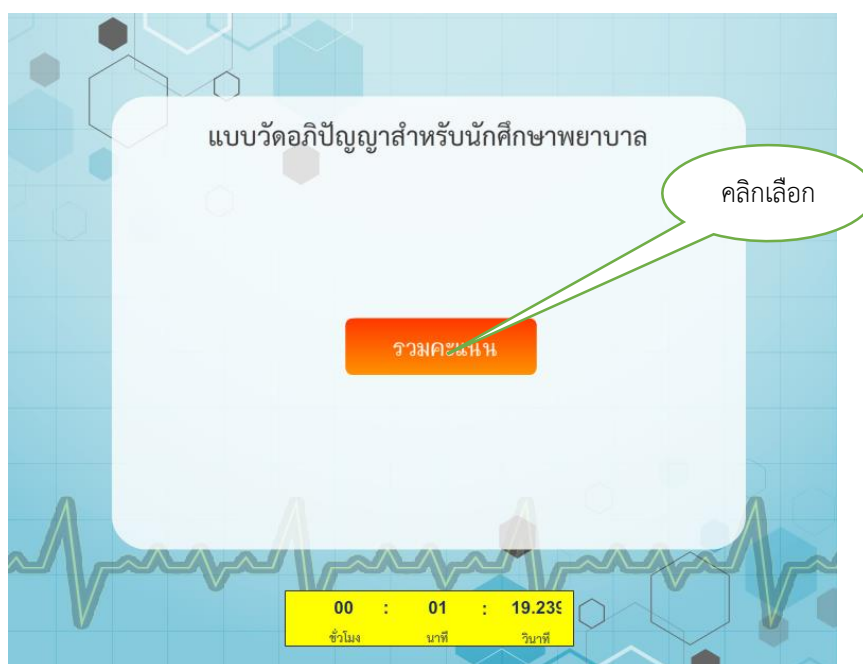 แบบวัดอภิปัญญาสำหรับนักศึกษาพยาบาล
คลิกเลือก
รวมคะแนน
00 : 01 : 19.239
ชั่วโมง นาที วินาที